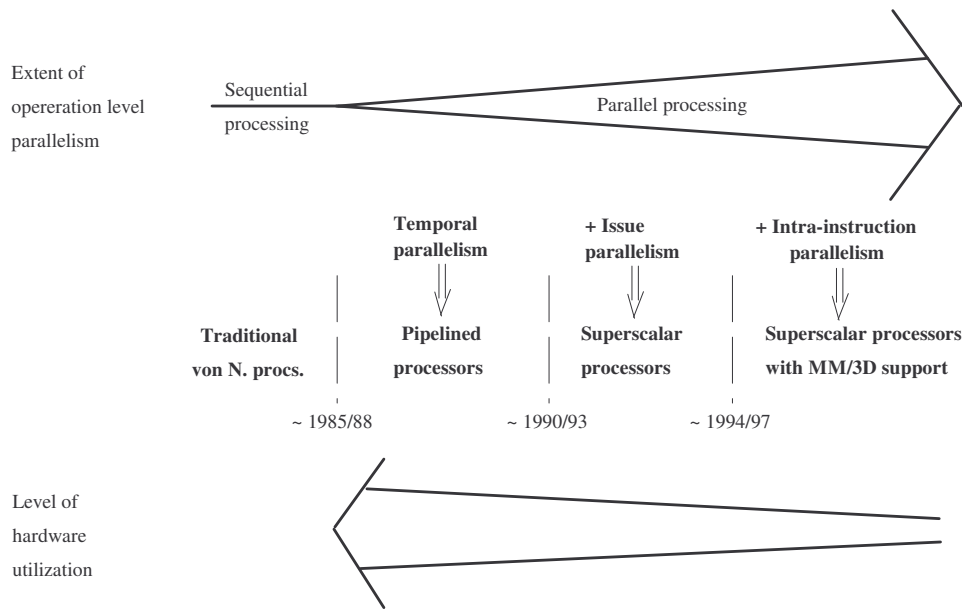 Extent of
opereration level
parallelism
Sequential
processing
Parallel processing
Temporal
parallelism
+ Issue
parallelism
+ Intra-instruction
parallelism
Traditional
von N. procs.
Pipelined
processors
Superscalar
processors
Superscalar processors
with MM/3D support
~ 1985/88
~ 1990/93
~ 1994/97
Level of
hardware
utilization